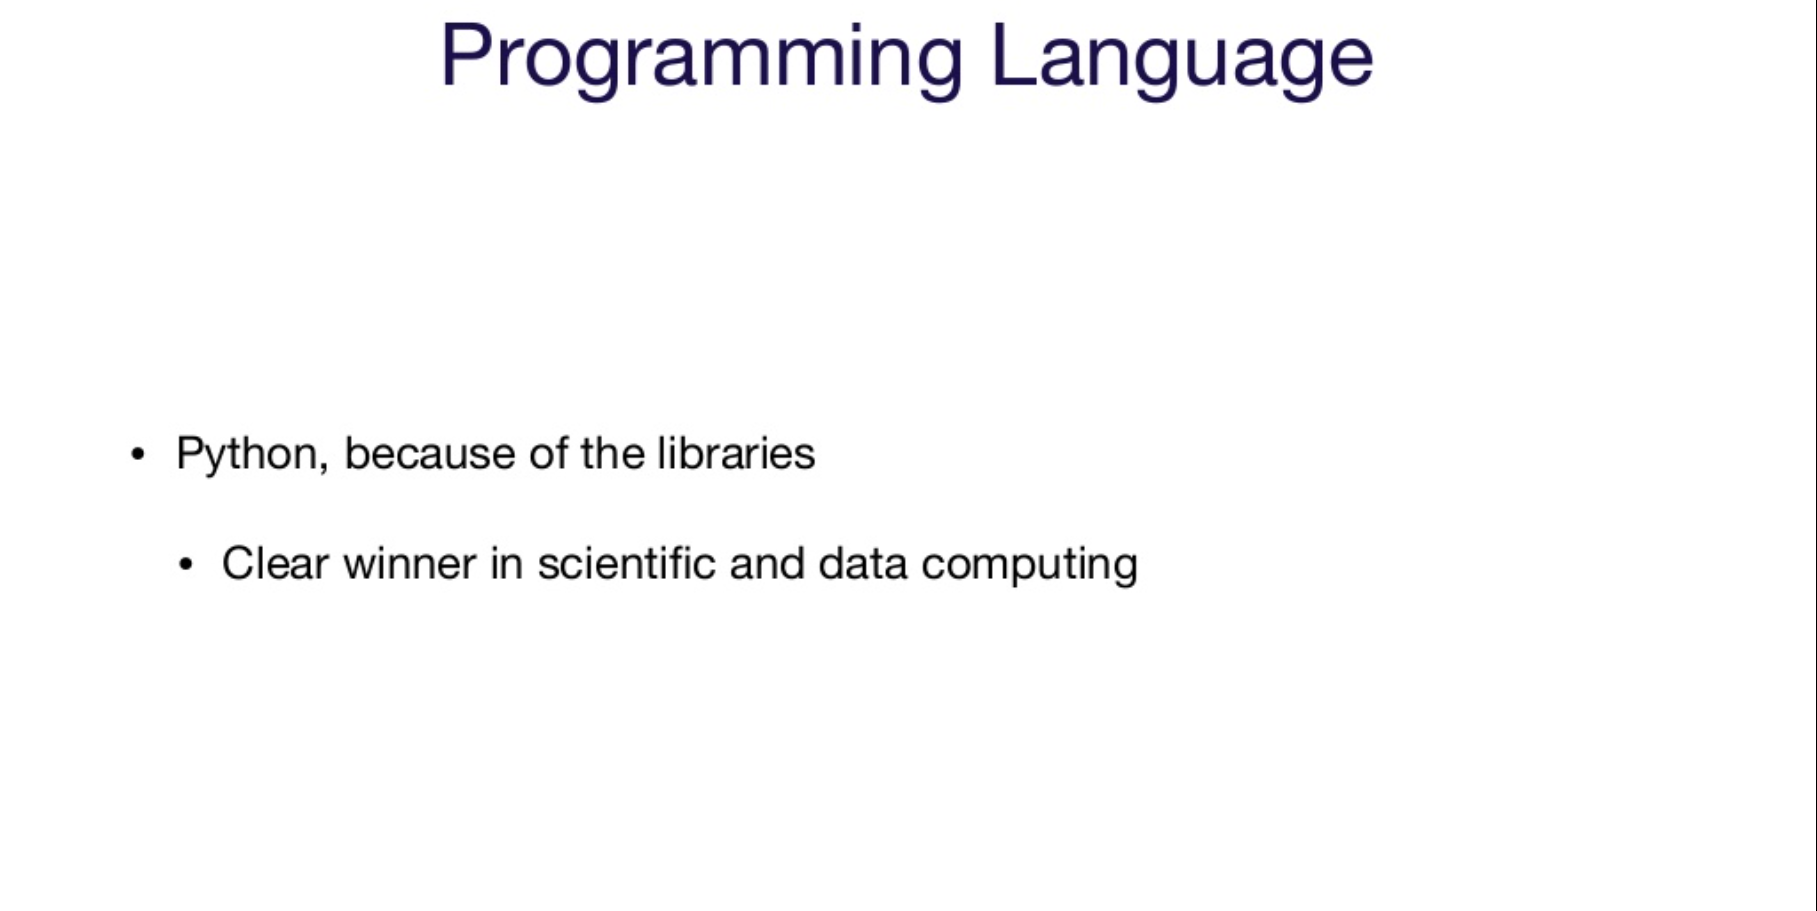 Programming Language
• Python, because of the libraries
• Clear winner in scientific and data computing